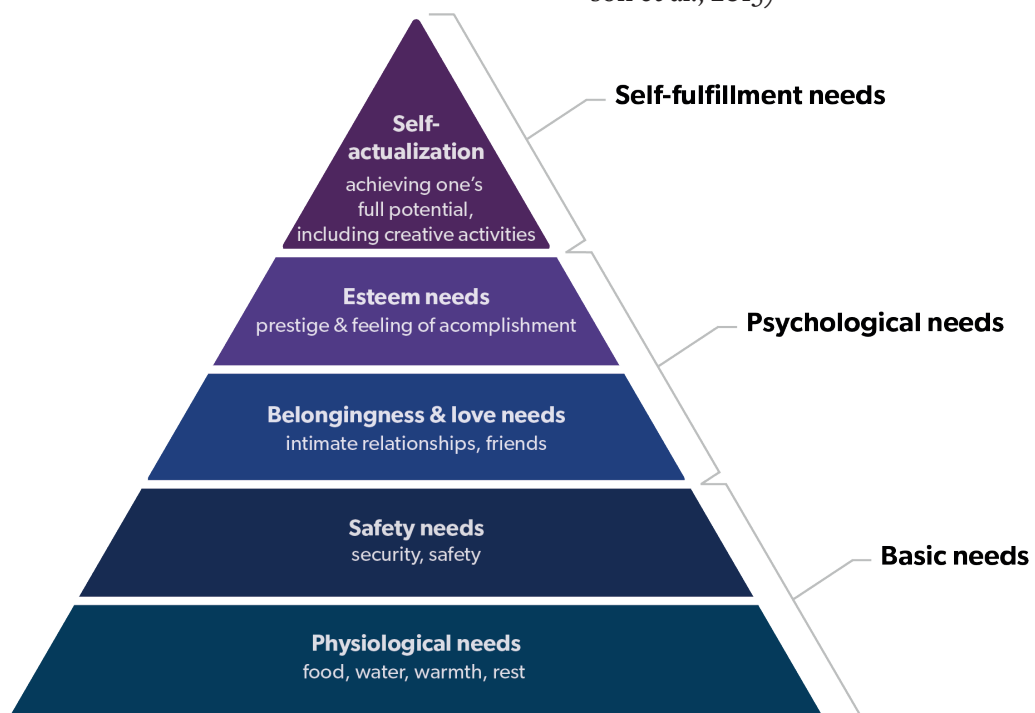 Self-fulfillment needs
Self-
actualization
achieving one's
full potential,
including creative activities
Esteem needs
prestige & feeling of acomplishment
Psychological needs
Belongingness & love needs
intimate relationships, friends
Safety needs
security, safety
Basic needs
Physiological needs
food, water, warmth, rest